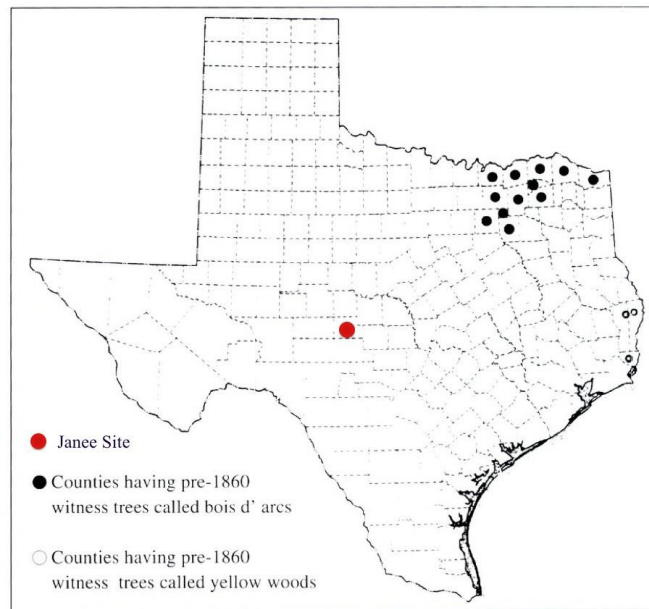 Janee Site
Counties having pre-1860
witness trees called bois d' arcs
Counties having pre-1860
witness trees called yellow woods